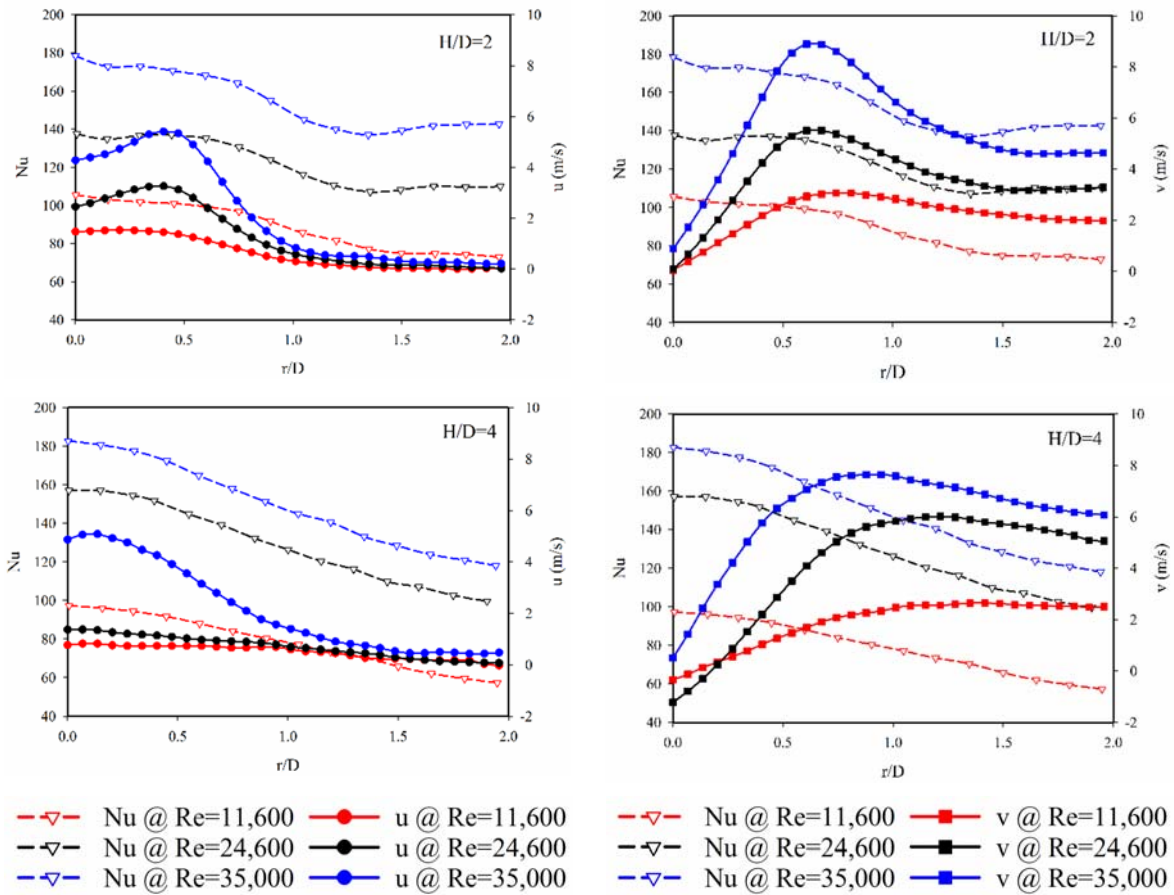 200
180
160
140
120
100
80
60
40
Nu
H/D=2
10
8
6
4
2
0
-2
u (m/s)
0.0 0.5 1.0 1.5 2.0
r/D
200
180
160
140
120
100
80
60
40
Nu
H/D=2
10
8
6
4
2
0
-2
v (m/s)
0.0 0.5 1.0 1.5 2.0
r/D
200
180
160
140
120
100
80
60
40
Nu
H/D=4
10
8
6
4
2
0
-2
u (m/s)
0.0 0.5 1.0 1.5 2.0
r/D
200
180
160
140
120
100
80
60
40
Nu
H/D=4
10
8
6
4
2
0
-2
v (m/s)
0.0 0.5 1.0 1.5 2.0
r/D
Nu @ Re=11,600 u @ Re=11,600
Nu @ Re=24,600 u @ Re=24,600
Nu @ Re=35,000 u @ Re=35,000
Nu @ Re=11,600 v @ Re=11,600
Nu @ Re=24,600 v @ Re=24,600
Nu @ Re=35,000 v @ Re=35,000